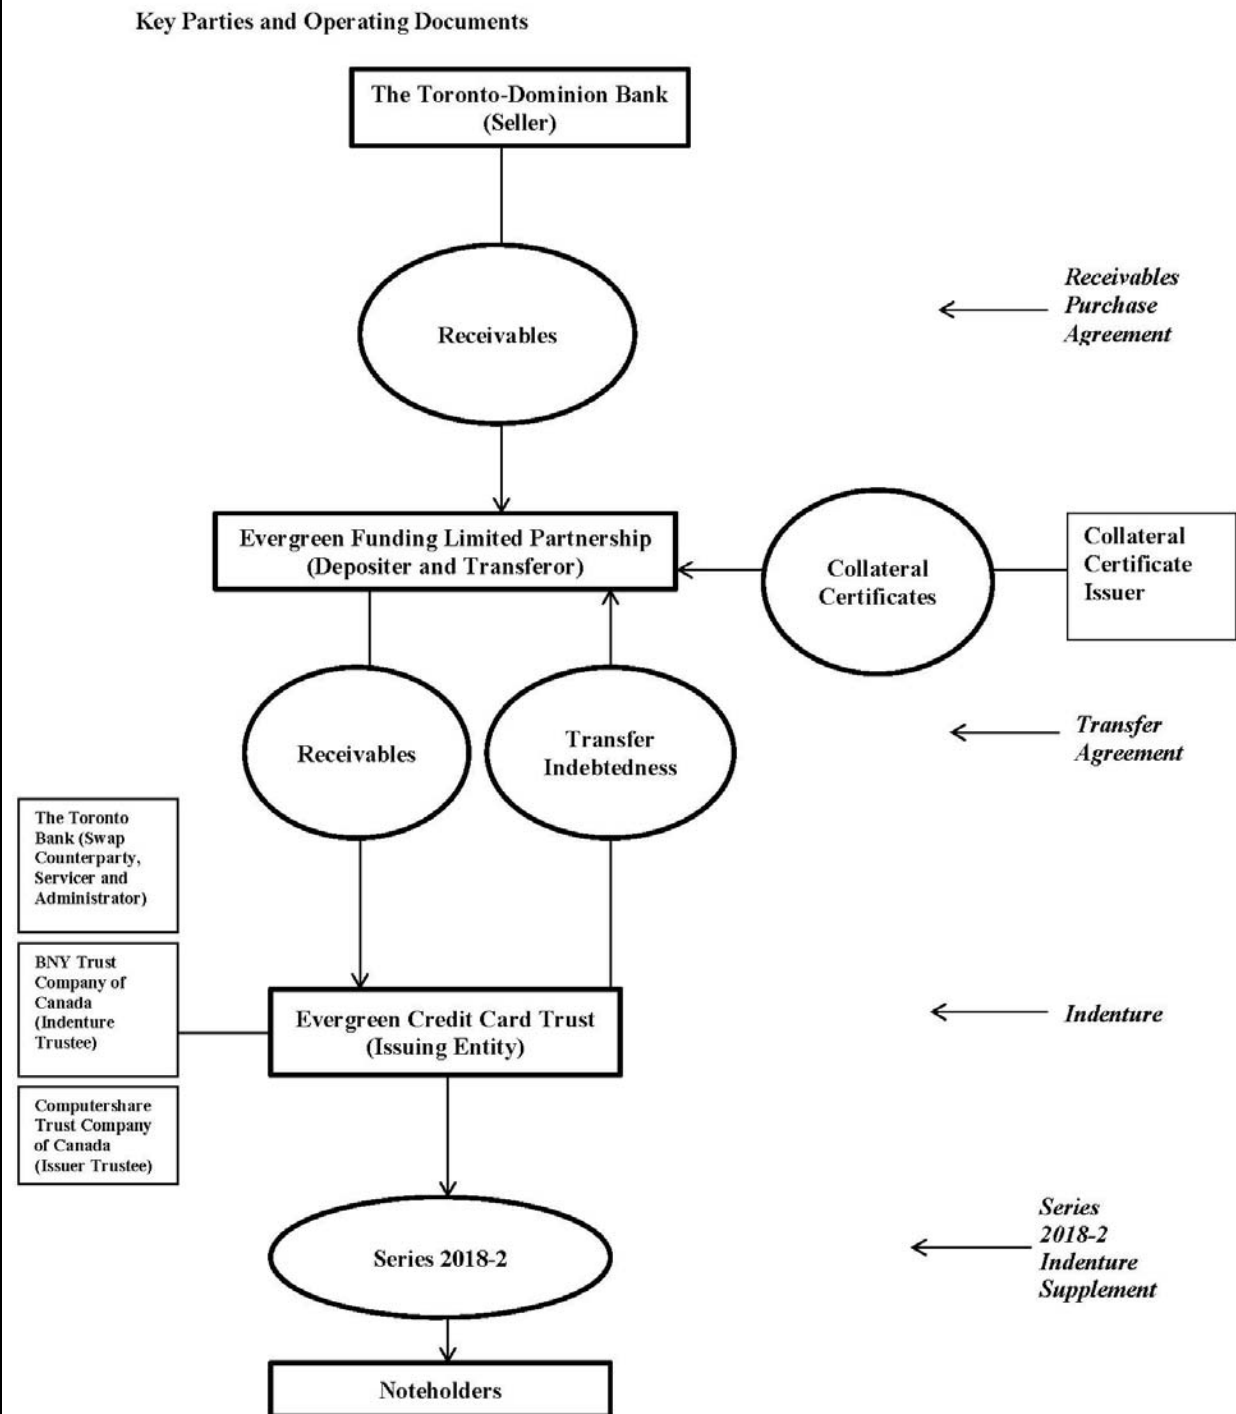 Key Parties and Operating Documents
The Toronto-Dominion Bank
(Seller)
Receivables
Receivables
Purchase
Agreement
Evergreen Funding Limited Partnership
(Depositer and Transferor)
Collateral
Certificates
Collateral
Certificate
Issuer
Receivables
Transfer
Indebtedness
Transfer
Agreement
The Toronto
Bank (Swap
Counterparty,
Servicer and
Administrator)
BNY Trust
Company of
Canada
(Indenture
Trustee)
Computershare
Trust Company
of Canada
(Issuer Trustee)
Evergreen Credit Card Trust
(Issuing Entity)
Indenture
Series 2018-2
Series
2018-2
Indenture
Supplement
Noteholders